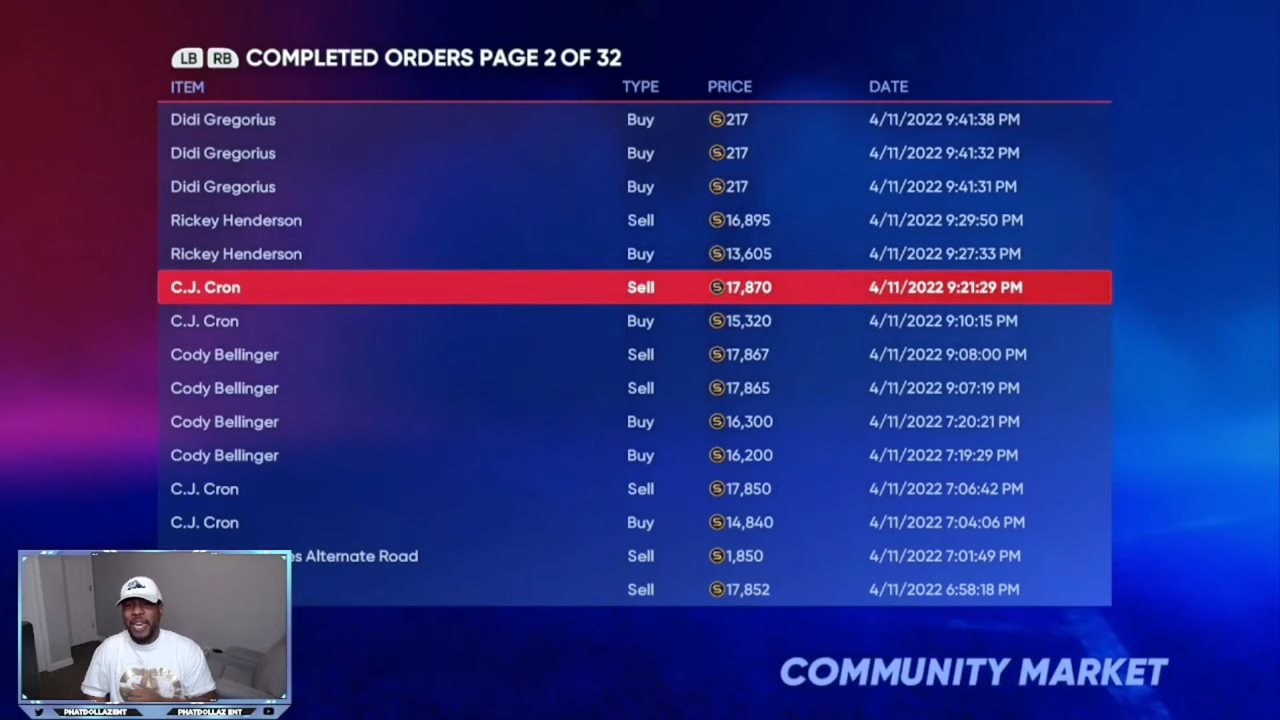 LB RB COMPLETED ORDERS PAGE 2 OF 32
ITEM TYPE PRICE DATE
Didi Gregorius Buy 217 4/11/2022 9:41:38 PM
Didi Gregorius Buy 217 4/11/2022 9:41:32 PM
Didi Gregorius Buy 217 4/11/2022 9:41:31 PM
Rickey Henderson Sell 16,895 4/11/2022 9:29:50 PM
Rickey Henderson Buy 13,605 4/11/2022 9:27:33 PM
C.J. Cron Sell 17,870 4/11/2022 9:21:29 PM
C.J. Cron Buy 15,320 4/11/2022 9:10:15 PM
Cody Bellinger Sell 17,867 4/11/2022 9:08:00 PM
Cody Bellinger Sell 17,865 4/11/2022 9:07:19 PM
Cody Bellinger Buy 16,300 4/11/2022 7:20:21 PM
Cody Bellinger Buy 16,200 4/11/2022 7:19:29 PM
C.J. Cron Sell 17,850 4/11/2022 7:06:42 PM
C.J. Cron Buy 14,840 4/11/2022 7:04:06 PM
es Alternate Road Sell 1,850 4/11/2022 7:01:49 PM
Sell 17,852 4/11/2022 6:58:18 PM
COMMUNITY MARKET
PHATDOLLAZENT PHATDOLLAZ ENT